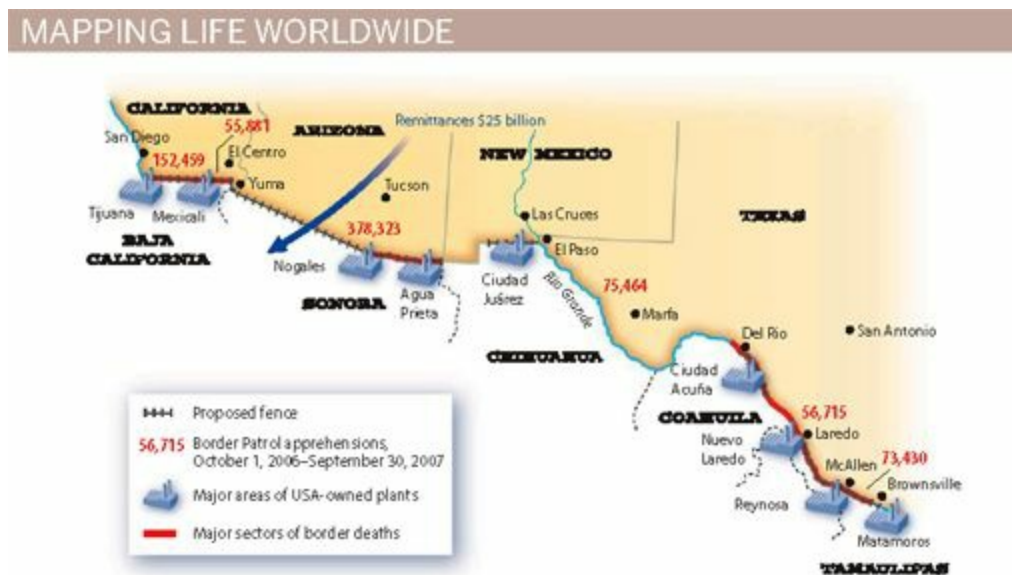 MAPPING LIFE WORLDWIDE
CALIFORNIA
55,881
San Diego
El Centro
152,459
Yuma
Tijuana
Mexicali
BAJA
CALIFORNIA
ARIZONA
Remittances $25 billion
Tucson
378,323
Nogales
Agua
Prieta
SONORA
NEW MEXICO
Las Cruces
El Paso
Ciudad
Juárez
Rio Grande
75,464
Marfa
CHIHUAHUA
TEXAS
San Antonio
Del Rio
Ciudad
Acuña
COAHUILA
56,715
Laredo
Nuevo
Laredo
McAllen
73,430
Brownsville
Reynosa
Matamoros
TAMAULIPAS
Proposed fence
56,715 Border Patrol apprehensions,
October 1, 2006–September 30, 2007
Major areas of USA-owned plants
Major sectors of border deaths